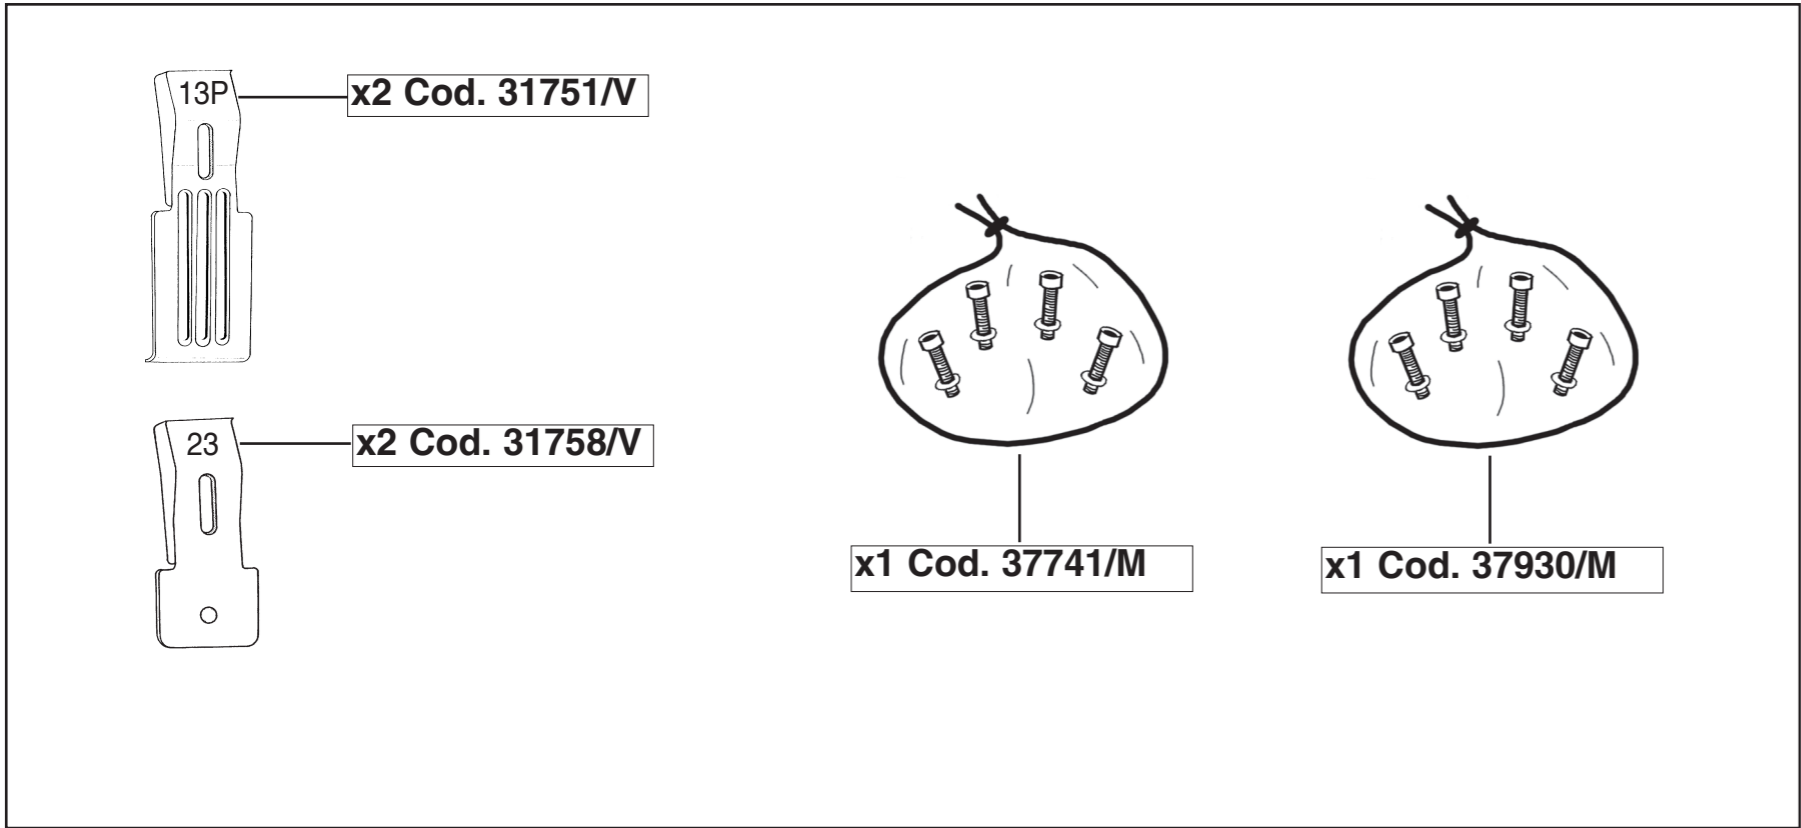 13P
x2 Cod. 31751/V
23
x2 Cod. 31758/V
x1 Cod. 37741/M
x1 Cod. 37930/M